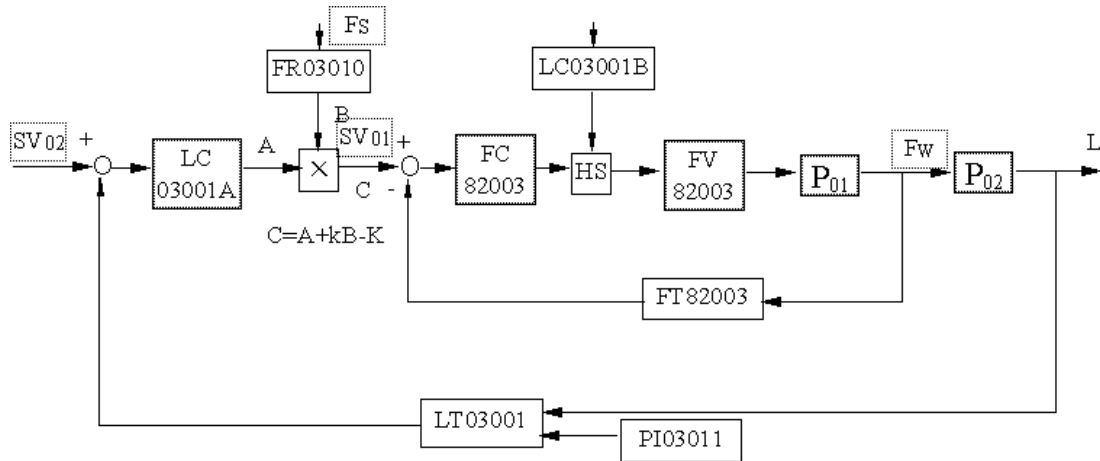 Fs
FR03010
LC03001B
SV02
+
LC
03001A
A
B
×
SV01
+
C
-
FC
82003
HS
FV
82003
P01
Fw
P02
L
C=A+kB-K
FT82003
LT03001
PI03011